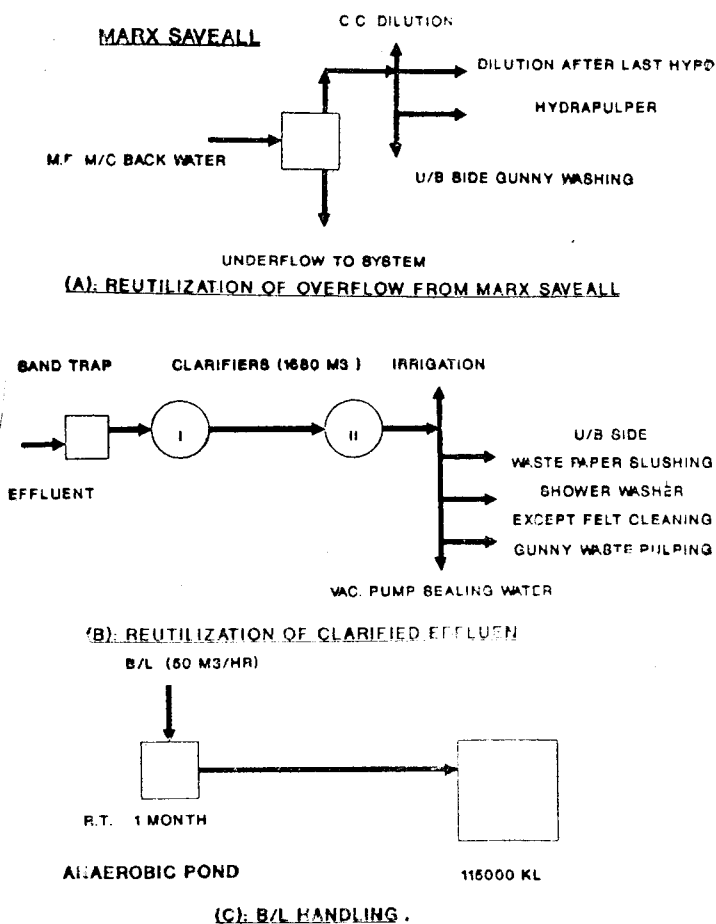 C C DILUTION
MARX SAVEALL
DILUTION AFTER LAST HYPO
HYDRAPULPER
M.F M/C BACK WATER
U/B SIDE GUNNY WASHING
UNDERFLOW TO SYSTEM
(A): REUTILIZATION OF OVERFLOW FROM MARX SAVEALL
SAND TRAP CLARIFIERS (1680 M3 ) IRRIGATION
I II
U/B SIDE
WASTE PAPER SLUSHING
EFFLUENT
SHOWER WASHER
EXCEPT FELT CLEANING
GUNNY WASTE PULPING
VAC. PUMP SEALING WATER
(B): REUTILIZATION OF CLARIFIED EFFLUEN
B/L (50 M3/HR)
R.T. 1 MONTH
ANAEROBIC POND
115000 KL
(C): B/L HANDLING .